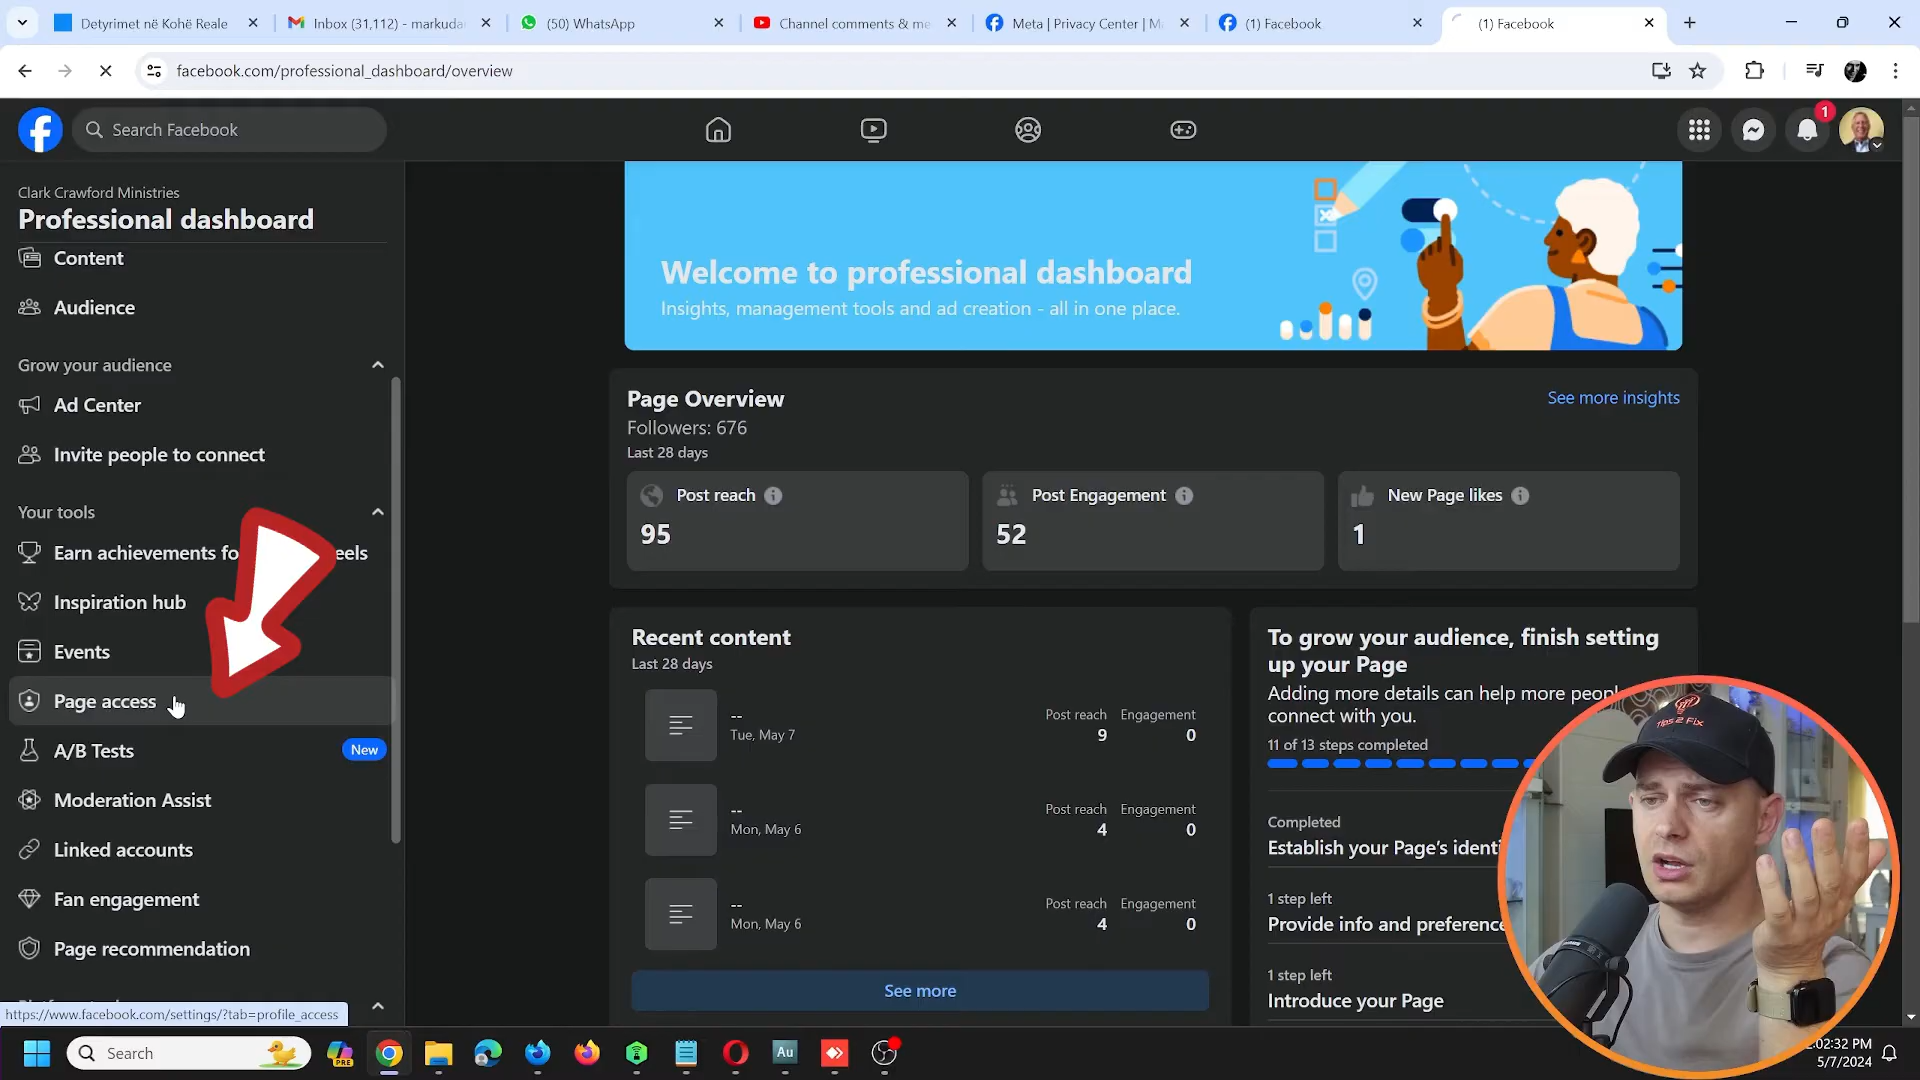 Detyrimet në Kohë Reale
Inbox (31,112) - markudar
(50) WhatsApp
Channel comments & me
Meta | Privacy Center | M
(1) Facebook
(1) Facebook
facebook.com/professional_dashboard/overview
Search Facebook
1
Clark Crawford Ministries
Professional dashboard
Content
Audience
Grow your audience
Ad Center
Invite people to connect
Your tools
Earn achievements fo eels
Inspiration hub
Events
Page access
A/B Tests
New
Moderation Assist
Linked accounts
Fan engagement
Page recommendation
https://www.facebook.com/settings/?tab=profile_access
Welcome to professional dashboard
Insights, management tools and ad creation - all in one place.
Page Overview
See more insights
Followers: 676
Last 28 days
Post reach
95
Post Engagement
52
New Page likes
1
Recent content
Last 28 days
--
Tue, May 7
Post reach Engagement
9 0
--
Mon, May 6
Post reach Engagement
4 0
--
Mon, May 6
Post reach Engagement
4 0
See more
To grow your audience, finish setting
up your Page
Adding more details can help more peop
connect with you.
11 of 13 steps completed
Completed
Establish your Page's identi
1 step left
Provide info and preference
1 step left
Introduce your Page
Tips 2 Fix
Search
PRE
Au
:02:32 PM
5/7/2024